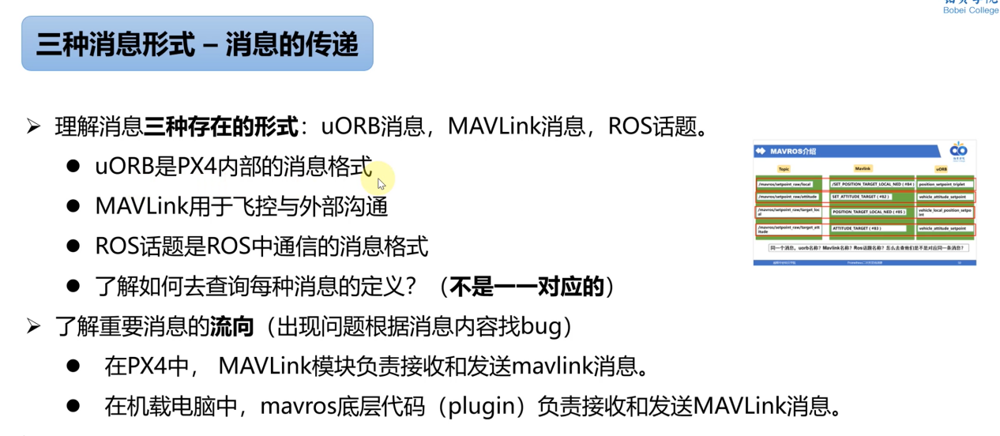 Bobei College
三种消息形式 – 消息的传递
➢ 理解消息三种存在的形式：uORB消息，MAVLink消息，ROS话题。
● uORB是PX4内部的消息格式
● MAVLink用于飞控与外部沟通
● ROS话题是ROS中通信的消息格式
● 了解如何去查询每种消息的定义？（不是一一对应的）
➢ 了解重要消息的流向（出现问题根据消息内容找bug）
● 在PX4中， MAVLink模块负责接收和发送mavlink消息。
● 在机载电脑中，mavros底层代码（plugin）负责接收和发送MAVLink消息。
MAVROS介绍
Topic Mavlink uORB
/mavros/setpoint_raw/local /SET_POSITION_TARGET_LOCAL_NED ( #84 ) position_setpoint_triplet
/mavros/setpoint_raw/attitude SET_ATTITUDE_TARGET ( #82 ) vehicle_attitude_setpoint
/mavros/setpoint_raw/target_loc
al POSITION_TARGET_LOCAL_NED ( #85 ) vehicle_local_position_setpo
int
/mavros/setpoint_raw/target_att
itude ATTITUDE_TARGET ( #83 ) vehicle_attitude_setpoint
同一个消息，uorb名称？Mavlink名称？Ros话题名称？怎么去查他们是不是对应同一条消息？